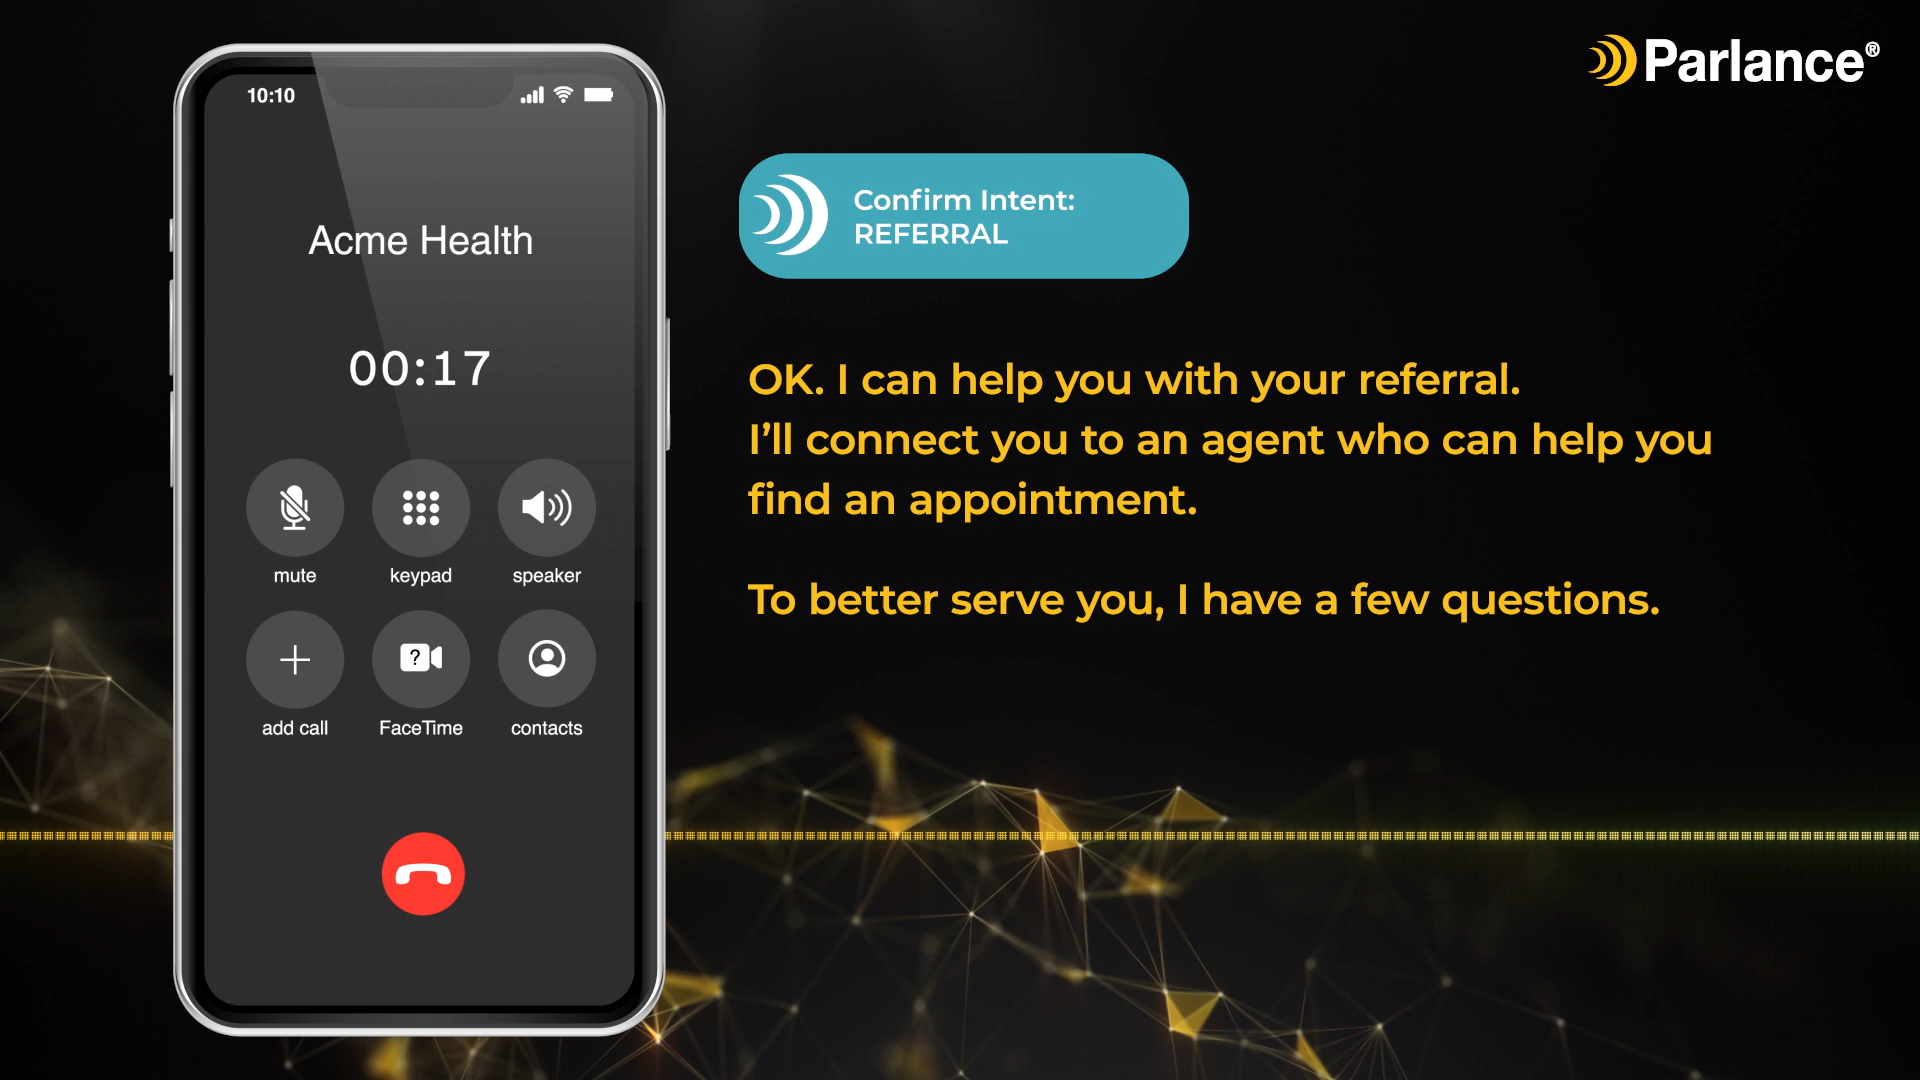 Parlance®
10:10
Acme Health
00:17
mute
keypad
speaker
add call
FaceTime
contacts
Confirm Intent:
REFERRAL
OK. I can help you with your referral.
I’ll connect you to an agent who can help you
find an appointment.
To better serve you, I have a few questions.